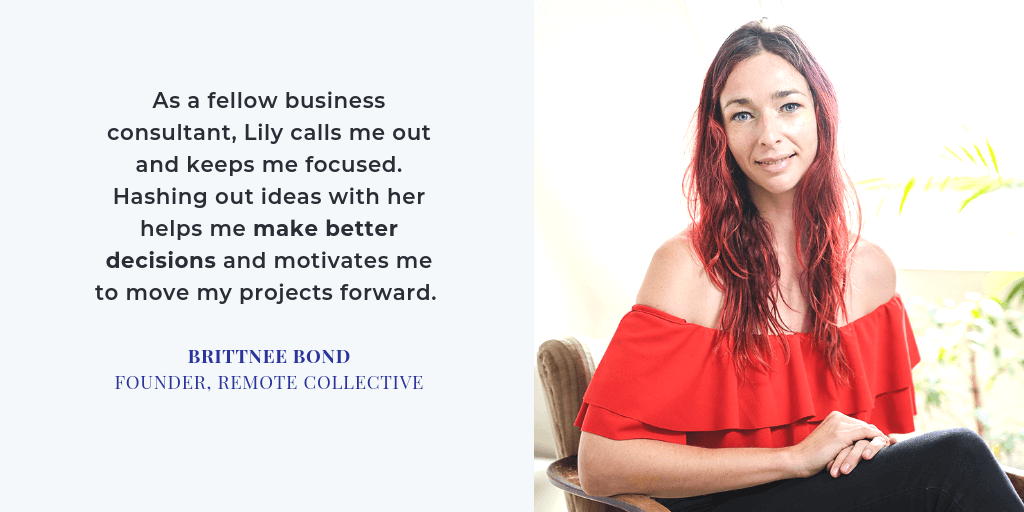 As a fellow business
consultant, Lily calls me out
and keeps me focused.
Hashing out ideas with her
helps me make better
decisions and motivates me
to move my projects forward.
BRITTNEE BOND
FOUNDER, REMOTE COLLECTIVE